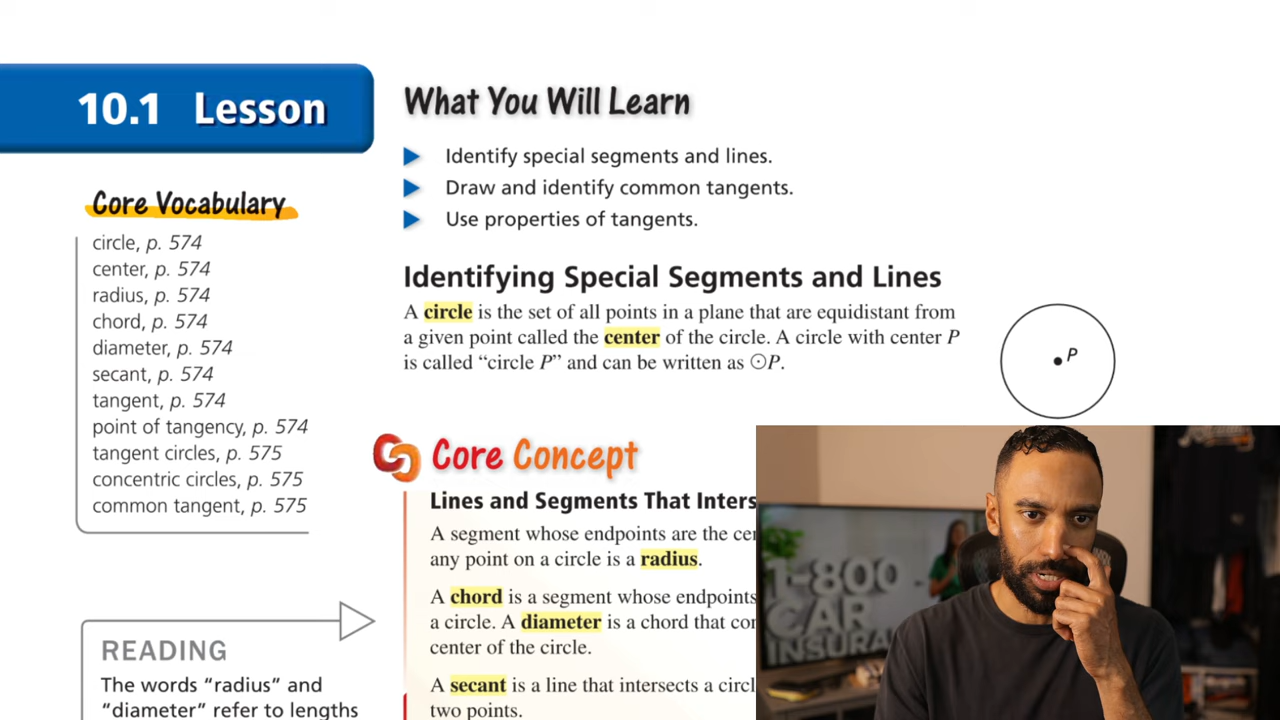 10.1 Lesson
What You Will Learn
Identify special segments and lines.
Draw and identify common tangents.
Use properties of tangents.
Core Vocabulary
circle, p. 574
center, p. 574
radius, p. 574
chord, p. 574
diameter, p. 574
secant, p. 574
tangent, p. 574
point of tangency, p. 574
tangent circles, p. 575
concentric circles, p. 575
common tangent, p. 575
READING
The words “radius” and
“diameter” refer to lengths
Identifying Special Segments and Lines
A circle is the set of all points in a plane that are equidistant from
a given point called the center of the circle. A circle with center P
is called “circle P” and can be written as ⊙P.
P
Core Concept
Lines and Segments That
A segment whose endpoints are the
any point on a circle is a radius.
A chord is a segment whose endpoints
a circle. A diameter is a chord that
center of the circle.
A secant is a line that intersects a
two points.
1-800
CAR